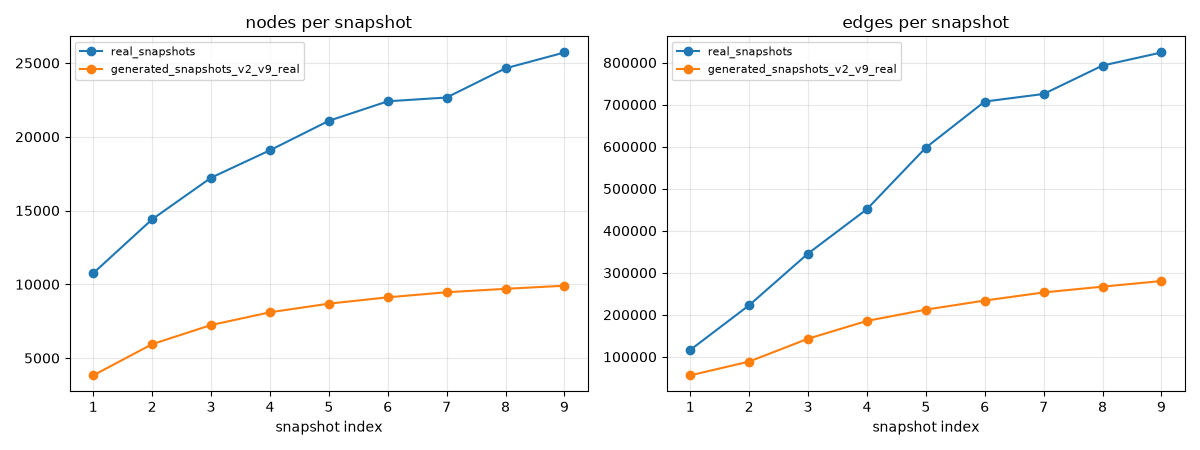 nodes per snapshot
real_snapshots
generated_snapshots_v2_v9_real
25000
20000
15000
10000
5000
1 2 3 4 5 6 7 8 9
snapshot index
edges per snapshot
real_snapshots
generated_snapshots_v2_v9_real
800000
700000
600000
500000
400000
300000
200000
100000
1 2 3 4 5 6 7 8 9
snapshot index